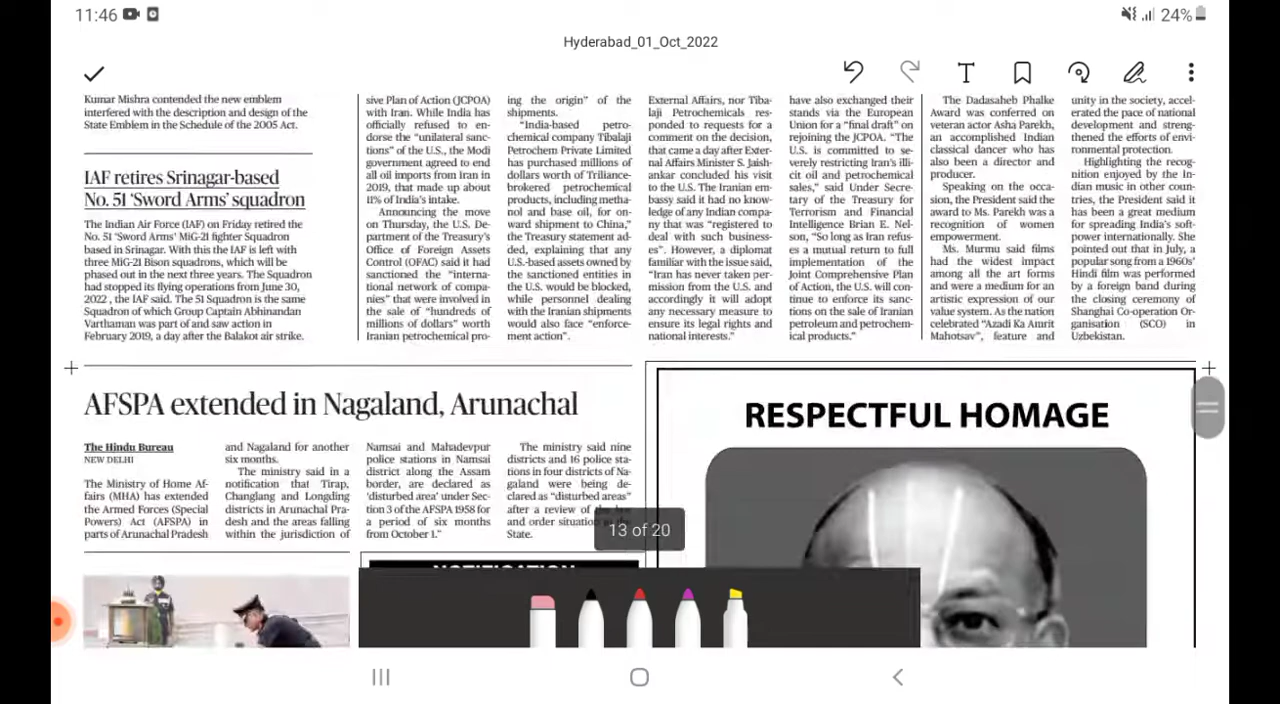 11:46
24%
Hyderabad_01_Oct_2022
Kumar Mishra contended the new emblem
interfered with the description and design of the
State Emblem in the Schedule of the 2005 Act.
IAF retires Srinagar-based
No. 51 ‘Sword Arms’ squadron
The Indian Air Force (IAF) on Friday retired the
No. 51 ‘Sword Arms’ MiG-21 fighter Squadron
based in Srinagar. With this the IAF is left with
three MiG-21 Bison squadrons, which will be
phased out in the next three years. The Squadron
had stopped its flying operations from June 30,
2022 , the IAF said. The 51 Squadron is the same
Squadron of which Group Captain Abhinandan
Varthaman was part of and saw action in
February 2019, a day after the Balakot air strike.
sive Plan of Action (JCPOA)
with Iran. While India has
officially refused to en-
dorse the “unilateral sanc-
tions” of the U.S., the Modi
government agreed to end
all oil imports from Iran in
2019, that made up about
11% of India’s intake.
Announcing the move
on Thursday, the U.S. De-
partment of the Treasury’s
Office of Foreign Assets
Control (OFAC) said it had
sanctioned the “interna-
tional network of compa-
nies” that were involved in
the sale of “hundreds of
millions of dollars” worth
Iranian petrochemical pro-
ing the origin” of the
shipments.
“India-based petro-
chemical company Tibalaji
Petrochem Private Limited
has purchased millions of
dollars worth of Triliance-
brokered petrochemical
products, including metha-
nol and base oil, for on-
ward shipment to China,”
the Treasury statement ad-
ded, explaining that any
U.S.-based assets owned by
the sanctioned entities in
the U.S. would be blocked,
while personnel dealing
with the Iranian shipments
would also face “enforce-
ment action”.
External Affairs, nor Tiba-
laji Petrochemicals res-
ponded to requests for a
comment on the decision,
that came a day after Exter-
nal Affairs Minister S. Jaish-
ankar concluded his visit
to the U.S. The Iranian em-
bassy said it had no know-
ledge of any Indian compa-
ny that was “registered to
deal with such business-
es”. However, a diplomat
familiar with the issue said,
“Iran has never taken per-
mission from the U.S. and
accordingly it will adopt
any necessary measure to
ensure its legal rights and
national interests.”
have also exchanged their
stands via the European
Union for a “final draft” on
rejoining the JCPOA. “The
U.S. is committed to se-
verely restricting Iran’s illi-
cit oil and petrochemical
sales,” said Under Secre-
tary of the Treasury for
Terrorism and Financial
Intelligence Brian E. Nel-
son, “So long as Iran refus-
es a mutual return to full
implementation of the
Joint Comprehensive Plan
of Action, the U.S. will con-
tinue to enforce its sanc-
tions on the sale of Iranian
petroleum and petrochem-
ical products.”
The Dadasaheb Phalke
Award was conferred on
veteran actor Asha Parekh,
an accomplished Indian
classical dancer who has
also been a director and
producer.
Speaking on the occa-
sion, the President said the
award to Ms. Parekh was a
recognition of women
empowerment.
Ms. Murmu said films
had the widest impact
among all the art forms
and were a medium for an
artistic expression of our
value system. As the nation
celebrated “Azadi Ka Amrit
Mahotsav”, feature and
unity in the society, accel-
erated the pace of national
development and streng-
thened the efforts of envi-
ronmental protection.
Highlighting the recog-
nition enjoyed by the In-
dian music in other coun-
tries, the President said it
has been a great medium
for spreading India’s soft-
power internationally. She
pointed out that in July, a
popular song from a 1960s’
Hindi film was performed
by a foreign band during
the closing ceremony of
Shanghai Co-operation Or-
ganisation (SCO) in
Uzbekistan.
AFSPA extended in Nagaland, Arunachal
The Hindu Bureau
NEW DELHI
The Ministry of Home Af-
fairs (MHA) has extended
the Armed Forces (Special
Powers) Act (AFSPA) in
parts of Arunachal Pradesh
and Nagaland for another
six months.
The ministry said in a
notification that Tirap,
Changlang and Longding
districts in Arunachal Pra-
desh and the areas falling
within the jurisdiction of
Namsai and Mahadevpur
police stations in Namsai
district along the Assam
border, are declared as
‘disturbed area’ under Sec-
tion 3 of the AFSPA 1958 for
a period of six months
from October 1.”
The ministry said nine
districts and 16 police sta-
tions in four districts of Na-
galand were being de-
clared as “disturbed areas”
after a review of
and order situation
State.
RESPECTFUL HOMAGE
13 of 20
NOTIFICATION